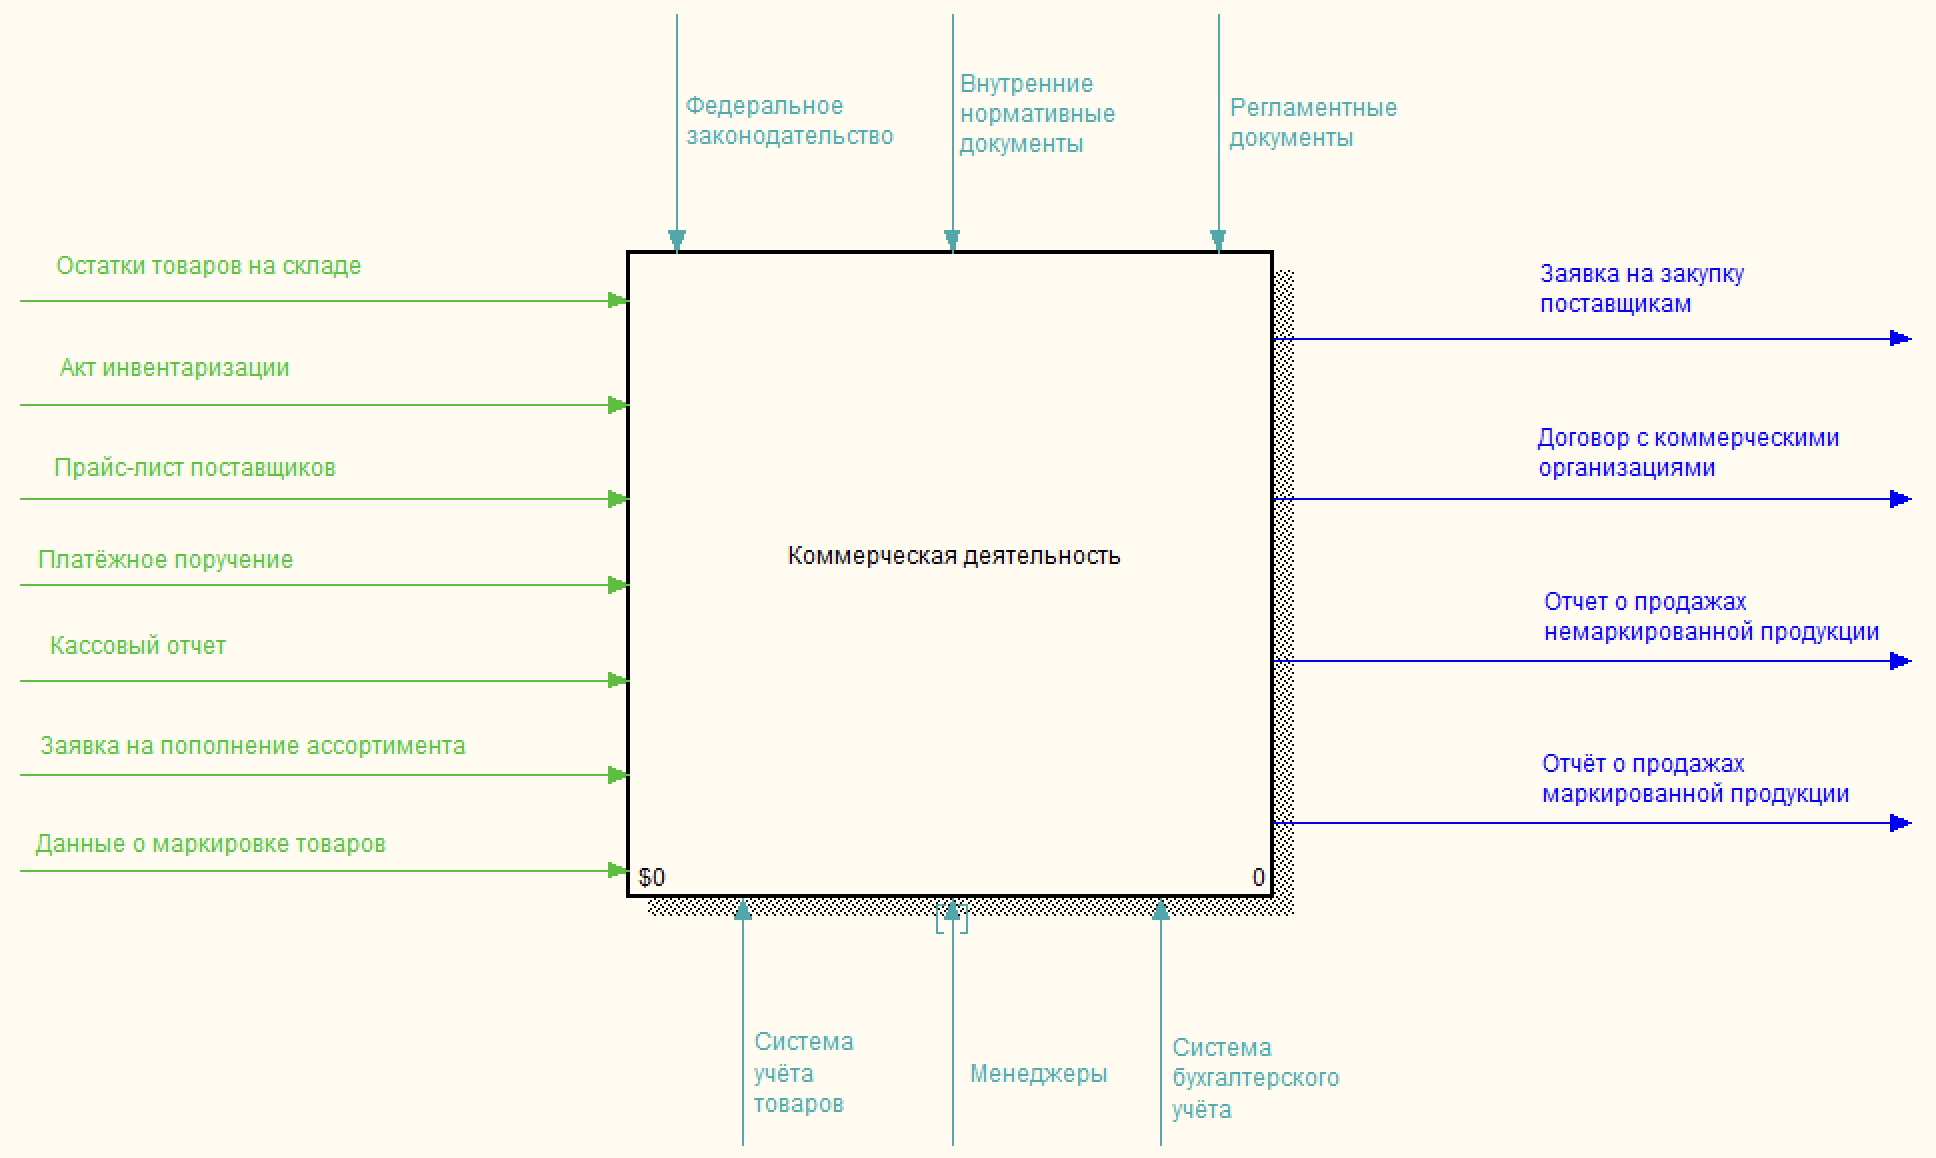 Федеральное
законодательство
Внутренние
нормативные
документы
Регламентные
документы
Остатки товаров на складе
Акт инвентаризации
Прайс-лист поставщиков
Платёжное поручение
Кассовый отчет
Заявка на пополнение ассортимента
Данные о маркировке товаров
Коммерческая деятельность
$0
0
Заявка на закупку
поставщикам
Договор с коммерческими
организациями
Отчет о продажах
немаркированной продукции
Отчёт о продажах
маркированной продукции
Система
учёта
товаров
Менеджеры
Система
бухгалтерского
учёта